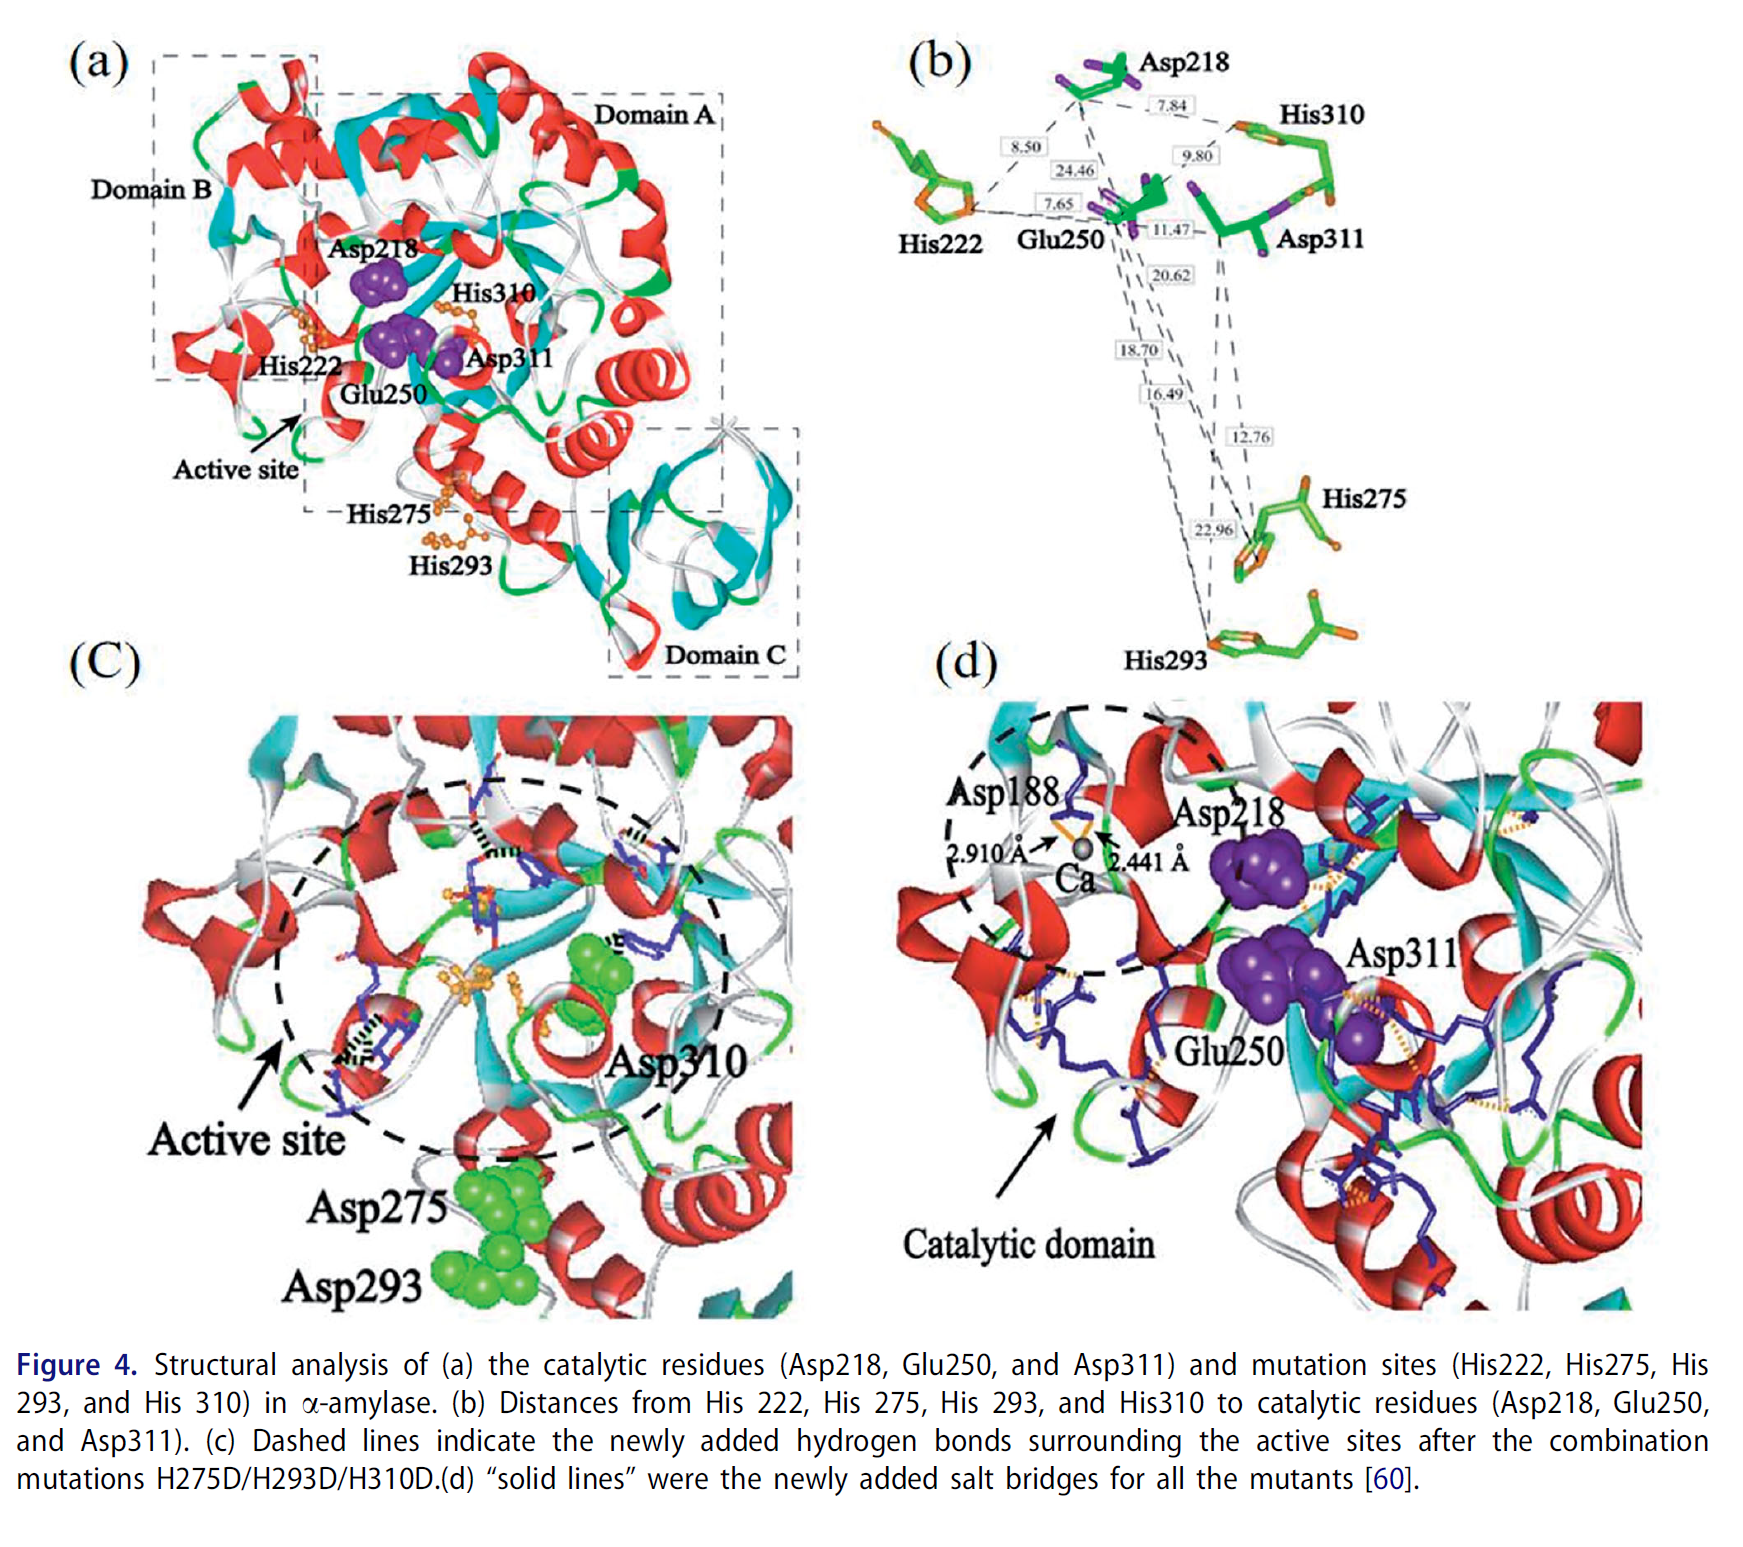 (a)
Domain A
Domain B
Asp218
His310
His222
Asp311
Glu250
Active site
His275
His293
Domain C
(b)
Asp218
7.84
His310
8.50
9.80
24.46
7.65
His222
Glu250
11.47
Asp311
20.62
18.70
16.49
12.76
His275
22.96
His293
(C)
Asp310
Active site
Asp275
Asp293
(d)
Asp188
Asp218
2.910 Å
2.441 Å
Ca
Asp311
Glu250
Catalytic domain
Figure 4. Structural analysis of (a) the catalytic residues (Asp218, Glu250, and Asp311) and mutation sites (His222, His275, His
293, and His 310) in α-amylase. (b) Distances from His 222, His 275, His 293, and His310 to catalytic residues (Asp218, Glu250,
and Asp311). (c) Dashed lines indicate the newly added hydrogen bonds surrounding the active sites after the combination
mutations H275D/H293D/H310D.(d) “solid lines” were the newly added salt bridges for all the mutants [60].